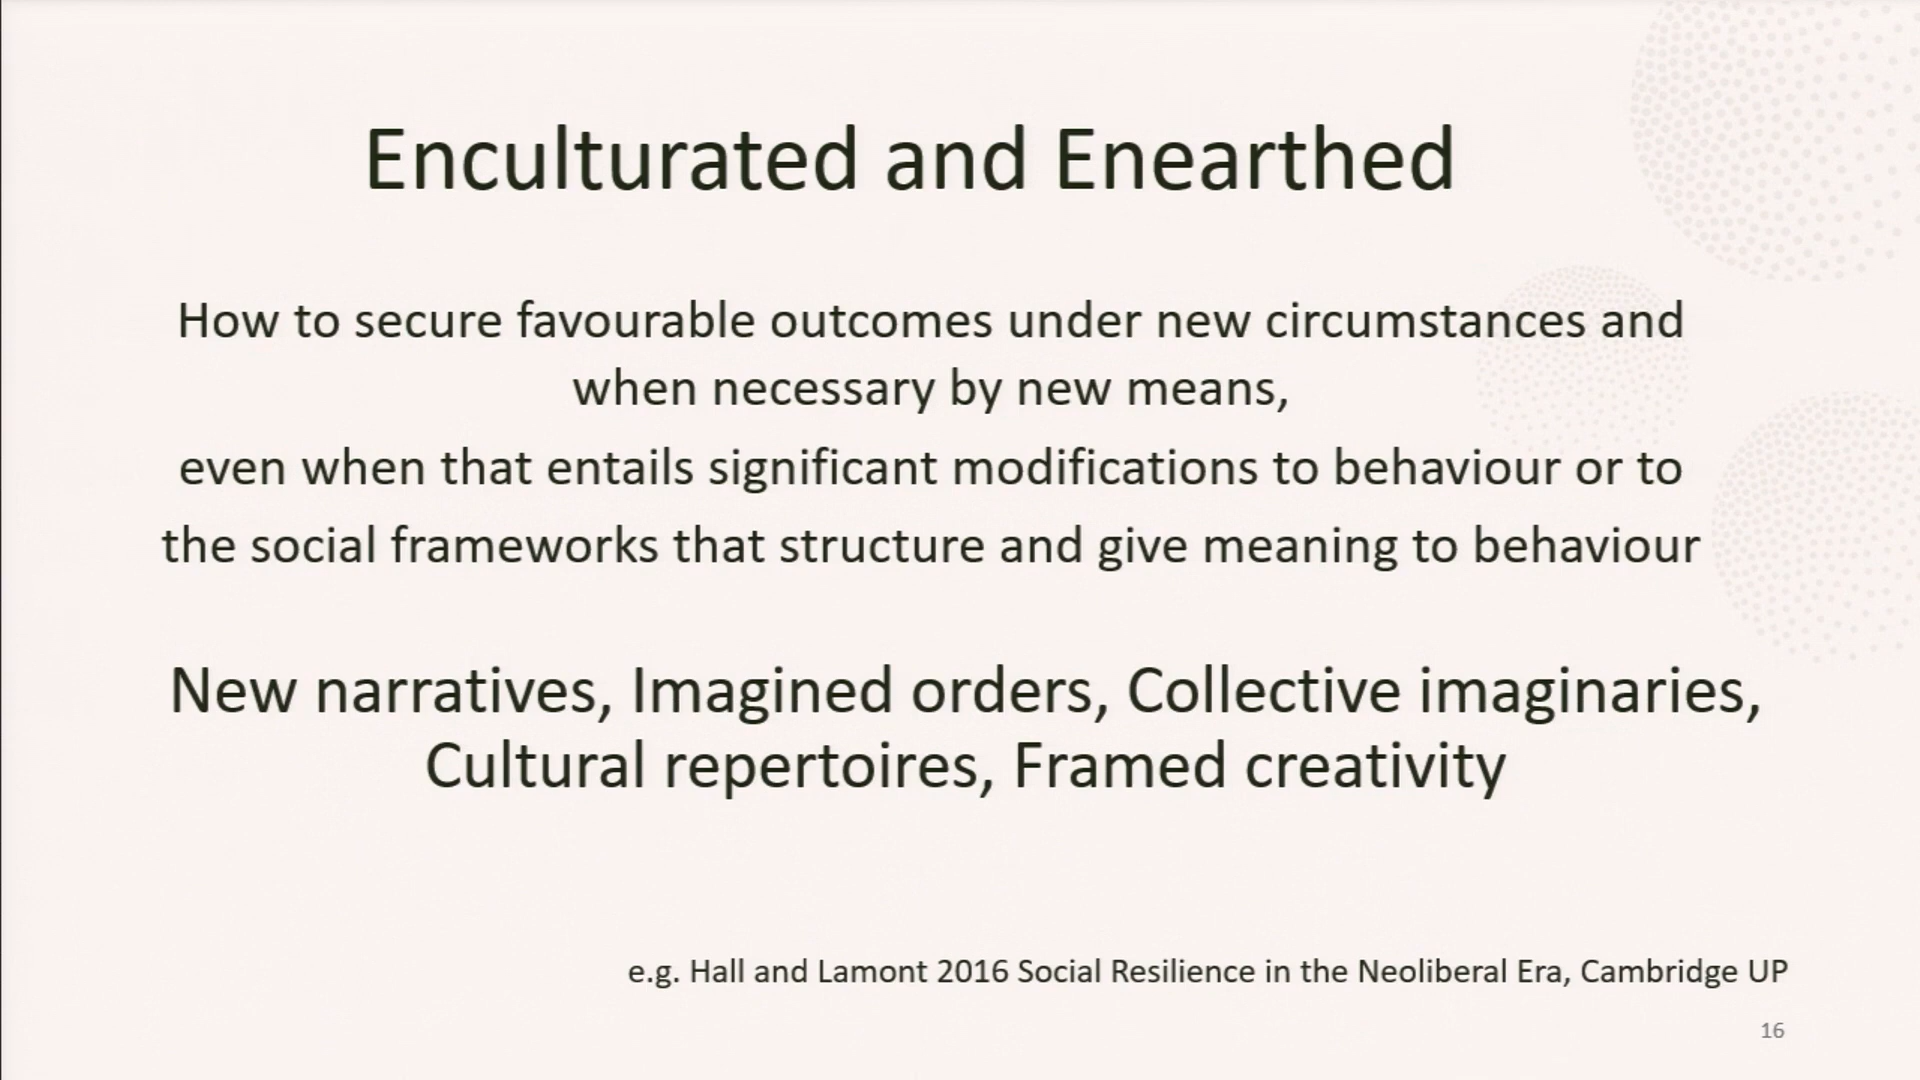 Enculturated and Enearthed
How to secure favourable outcomes under new circumstances and
when necessary by new means,
even when that entails significant modifications to behaviour or to
the social frameworks that structure and give meaning to behaviour
New narratives, Imagined orders, Collective imaginaries,
Cultural repertoires, Framed creativity
e.g. Hall and Lamont 2016 Social Resilience in the Neoliberal Era, Cambridge UP
16